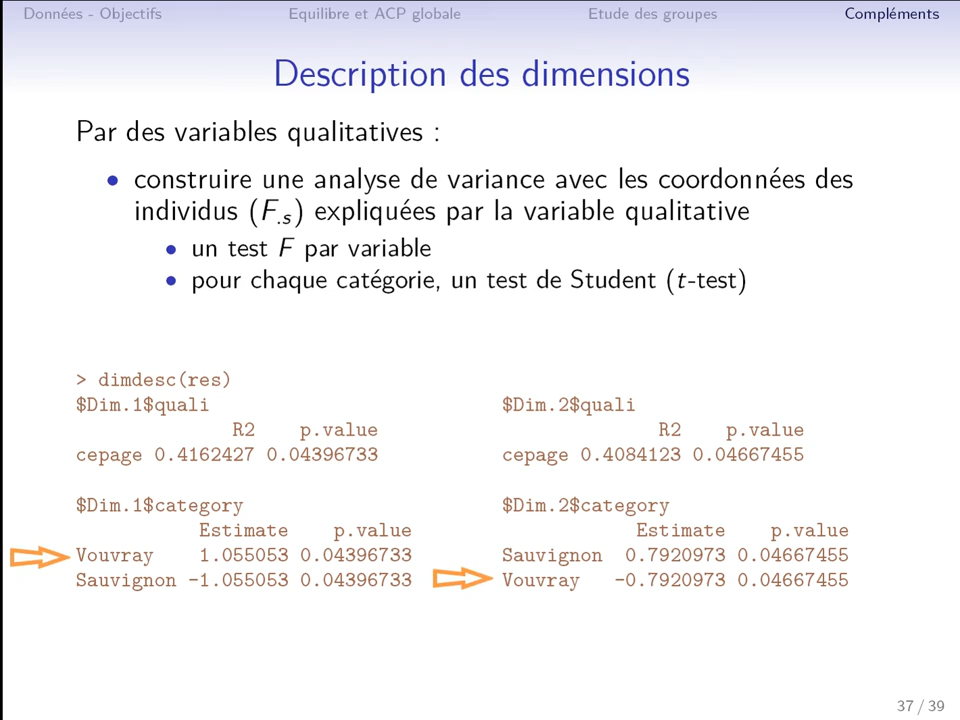 Données - Objectifs Equilibre et ACP globale Etude des groupes Compléments
Description des dimensions
Par des variables qualitatives :
• construire une analyse de variance avec les coordonnées des
individus (F.s) expliquées par la variable qualitative
• un test F par variable
• pour chaque catégorie, un test de Student (t-test)
> dimdesc(res)
$Dim.1$quali
R2 p.value
cepage 0.4162427 0.04396733
$Dim.1$category
Estimate p.value
Vouvray 1.055053 0.04396733
Sauvignon -1.055053 0.04396733
$Dim.2$quali
R2 p.value
cepage 0.4084123 0.04667455
$Dim.2$category
Estimate p.value
Sauvignon 0.7920973 0.04667455
Vouvray -0.7920973 0.04667455
37 / 39